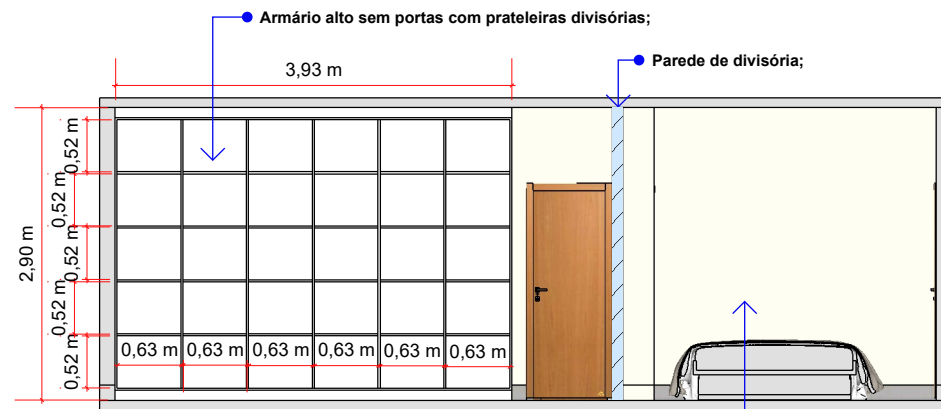 Armário alto sem portas com prateleiras divisórias;
3,93 m
Parede de divisória;
0,52 m
0,52 m
2,90 m
0,52 m
0,52 m
0,52 m
0,63 m 0,63 m 0,63 m 0,63 m 0,63 m 0,63 m